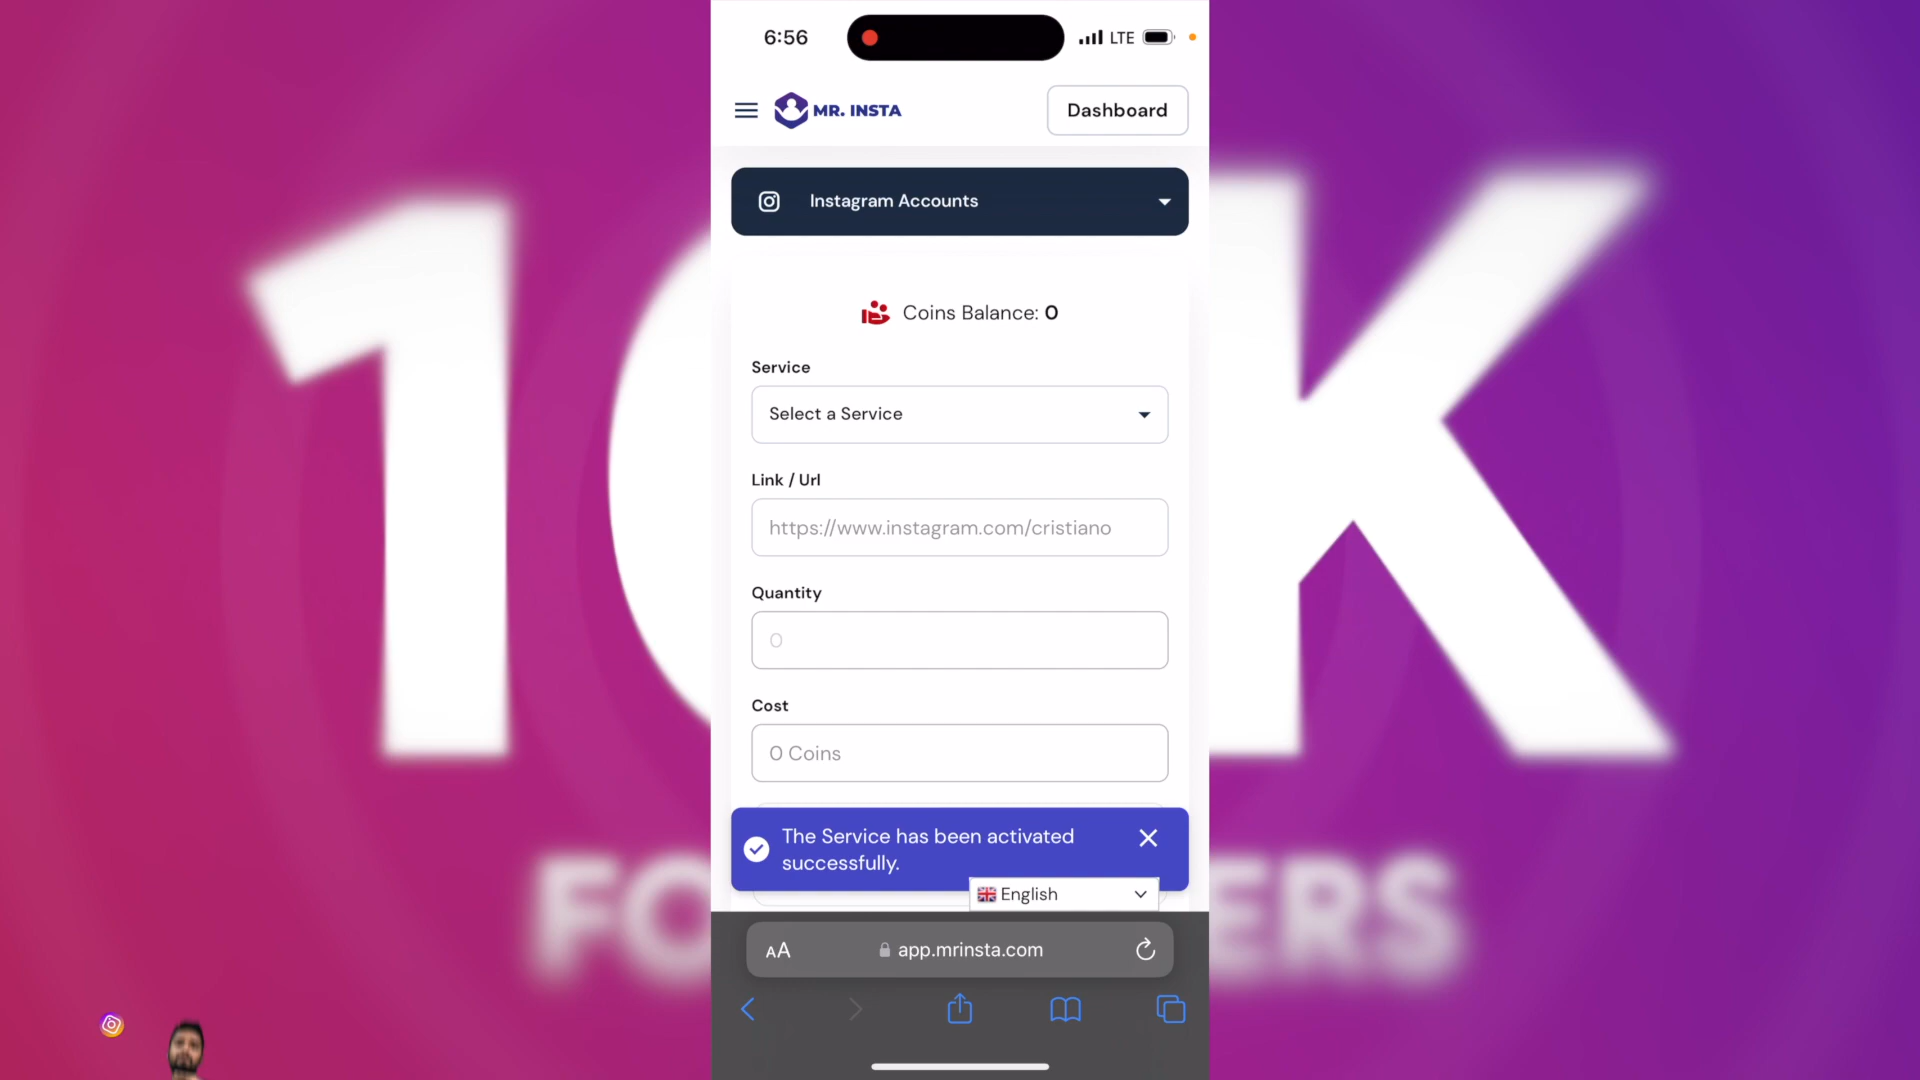 6:56
LTE
MR. INSTA
Dashboard
Instagram Accounts
Coins Balance: 0
Service
Select a Service
Link / Url
https://www.instagram.com/cristiano
Quantity
0
Cost
0 Coins
The Service has been activated
successfully.
English
AA
app.mrinsta.com